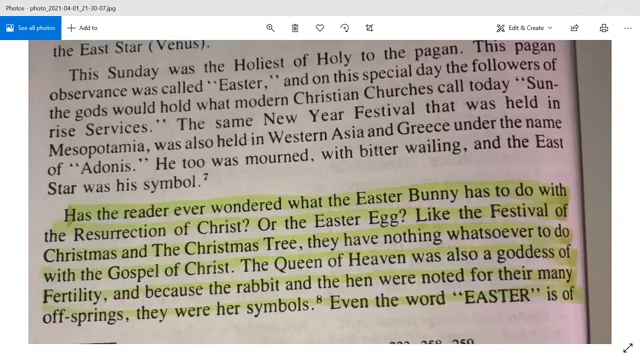 Photos - photo_2021-04-01_21-30-07.jpg
See all photos + Add to Edit & Create
the East Star (Venus).
This Sunday was the Holiest of Holy to the pagan. This pagan
observance was called "Easter," and on this special day the followers of
the gods would hold what modern Christian Churches call today "Sun-
rise Services." The same New Year Festival that was held in
Mesopotamia, was also held in Western Asia and Greece under the name
of "Adonis." He too was mourned, with bitter wailing, and the East
Star was his symbol.7
Has the reader ever wondered what the Easter Bunny has to do with
the Resurrection of Christ? Or the Easter Egg? Like the Festival of
Christmas and The Christmas Tree, they have nothing whatsoever to do
with the Gospel of Christ. The Queen of Heaven was also a goddess of
Fertility, and because the rabbit and the hen were noted for their many
off-springs, they were her symbols.8 Even the word "EASTER" is of